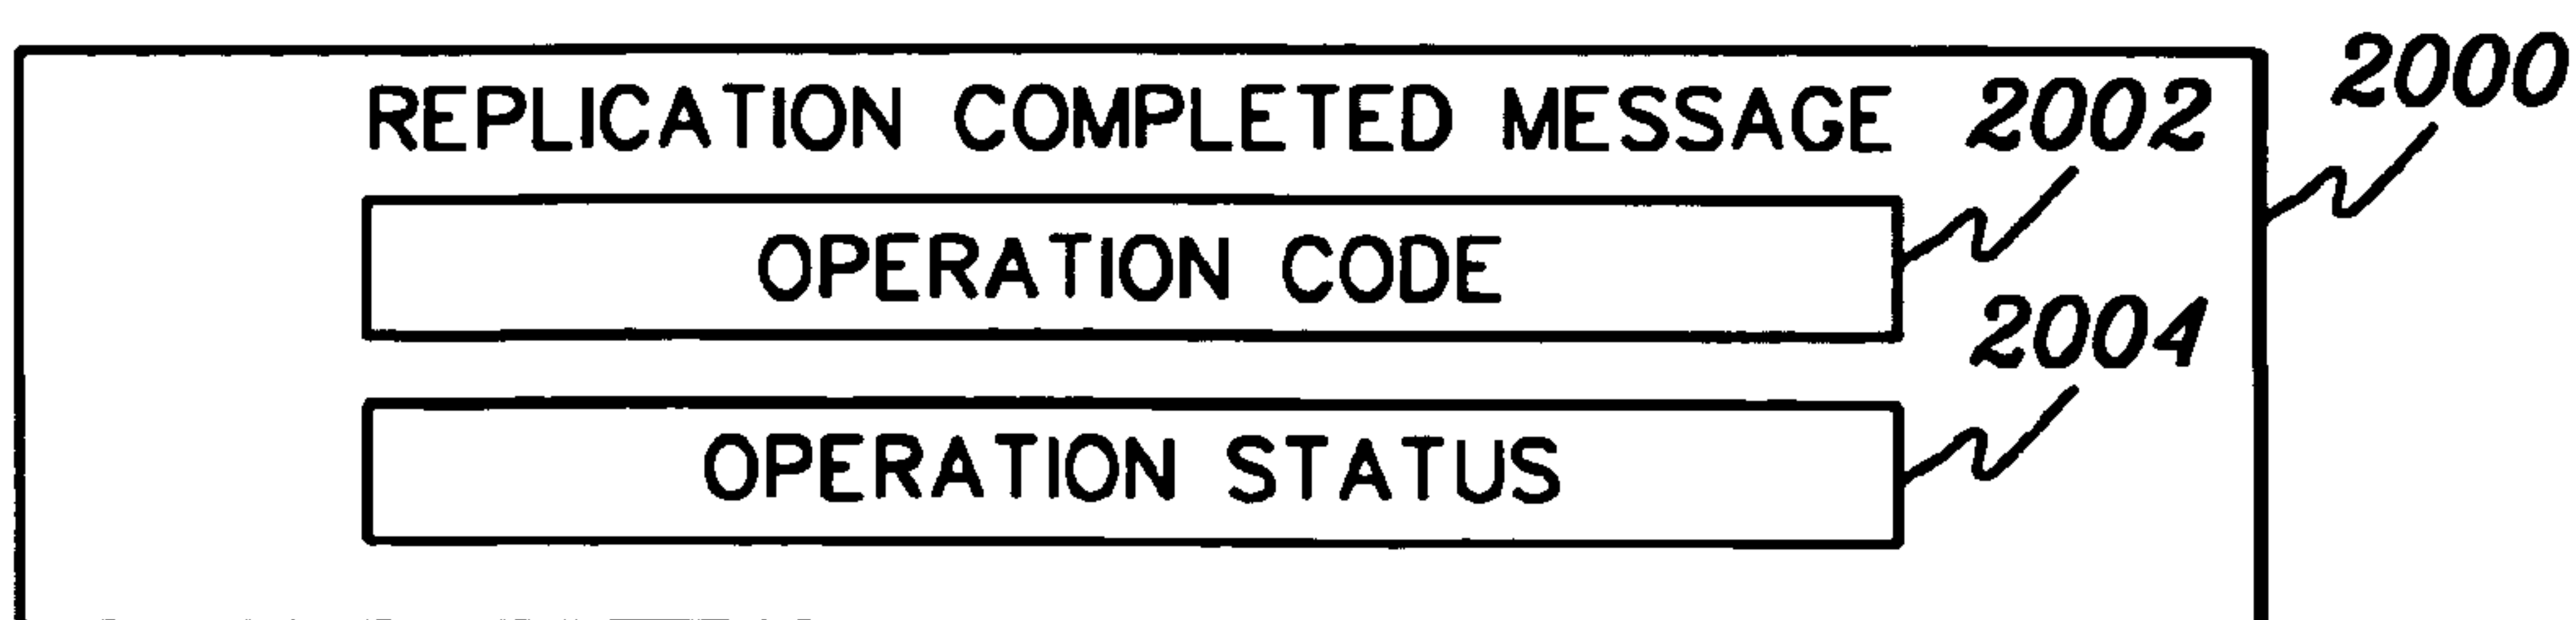 2000
REPLICATION COMPLETED MESSAGE 2002
OPERATION CODE
2004
OPERATION STATUS